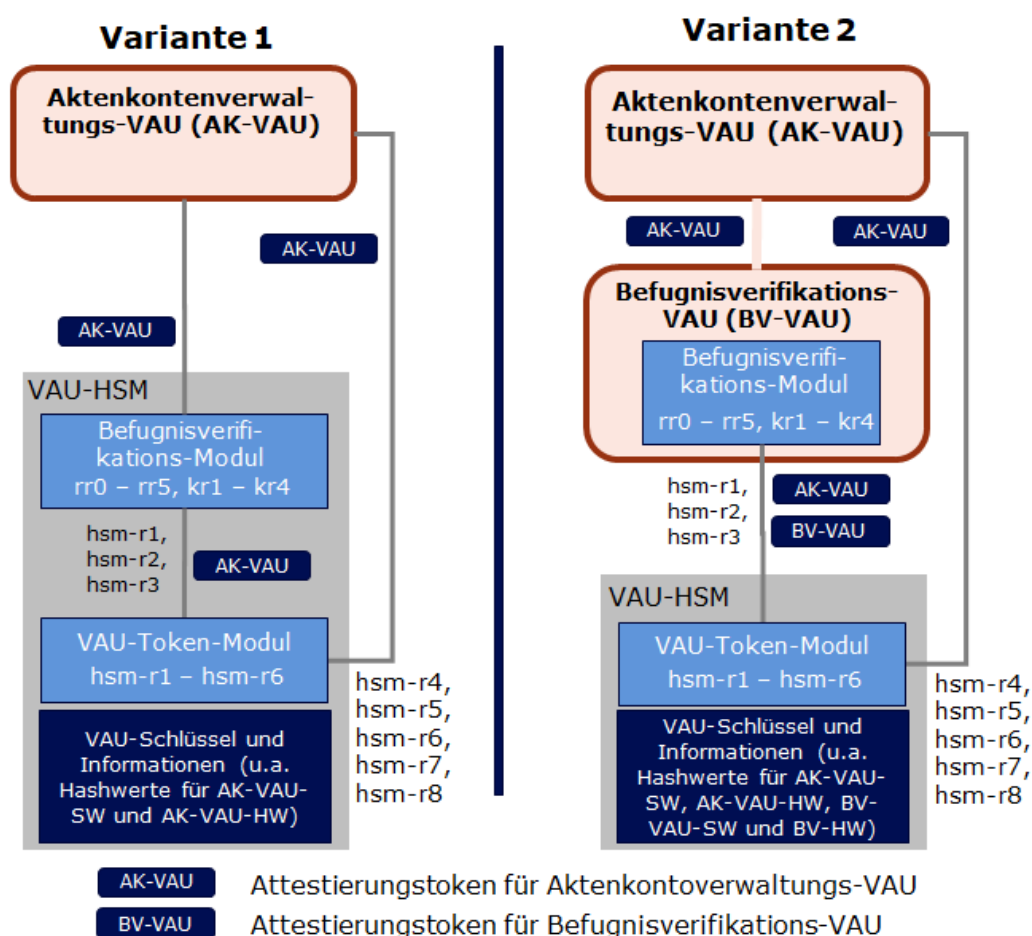 Variante 1
Aktenkontenverwal-
tungs-VAU (AK-VAU)
AK-VAU
AK-VAU
VAU-HSM
Befugnisverifi-
kations-Modul
rr0 – rr5, kr1 – kr4
hsm-r1,
hsm-r2,
hsm-r3
AK-VAU
VAU-Token-Modul
hsm-r1 – hsm-r6
hsm-r4,
hsm-r5,
hsm-r6,
hsm-r7,
hsm-r8
VAU-Schlüssel und
Informationen (u.a.
Hashwerte für AK-VAU-
SW und AK-VAU-HW)
Variante 2
Aktenkontenverwal-
tungs-VAU (AK-VAU)
AK-VAU
AK-VAU
Befugnisverifikations-
VAU (BV-VAU)
Befugnisverifi-
kations-Modul
rr0 – rr5, kr1 – kr4
hsm-r1,
hsm-r2,
hsm-r3
AK-VAU
BV-VAU
VAU-HSM
VAU-Token-Modul
hsm-r1 – hsm-r6
hsm-r4,
hsm-r5,
hsm-r6,
hsm-r7,
hsm-r8
VAU-Schlüssel und
Informationen (u.a.
Hashwerte für AK-VAU-
SW, AK-VAU-HW, BV-
VAU-SW und BV-HW)
AK-VAU Attestierungstoken für Aktenkontoverwaltungs-VAU
BV-VAU Attestierungstoken für Befugnisverifikations-VAU